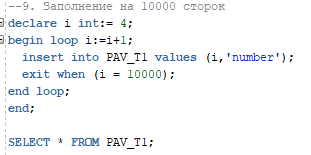 --9. Заполнение на 10000 сторок
declare i int:= 4;
begin loop i:=i+1;
insert into PAV_T1 values (i,'number');
exit when (i = 10000);
end loop;
end;
SELECT * FROM PAV_T1;